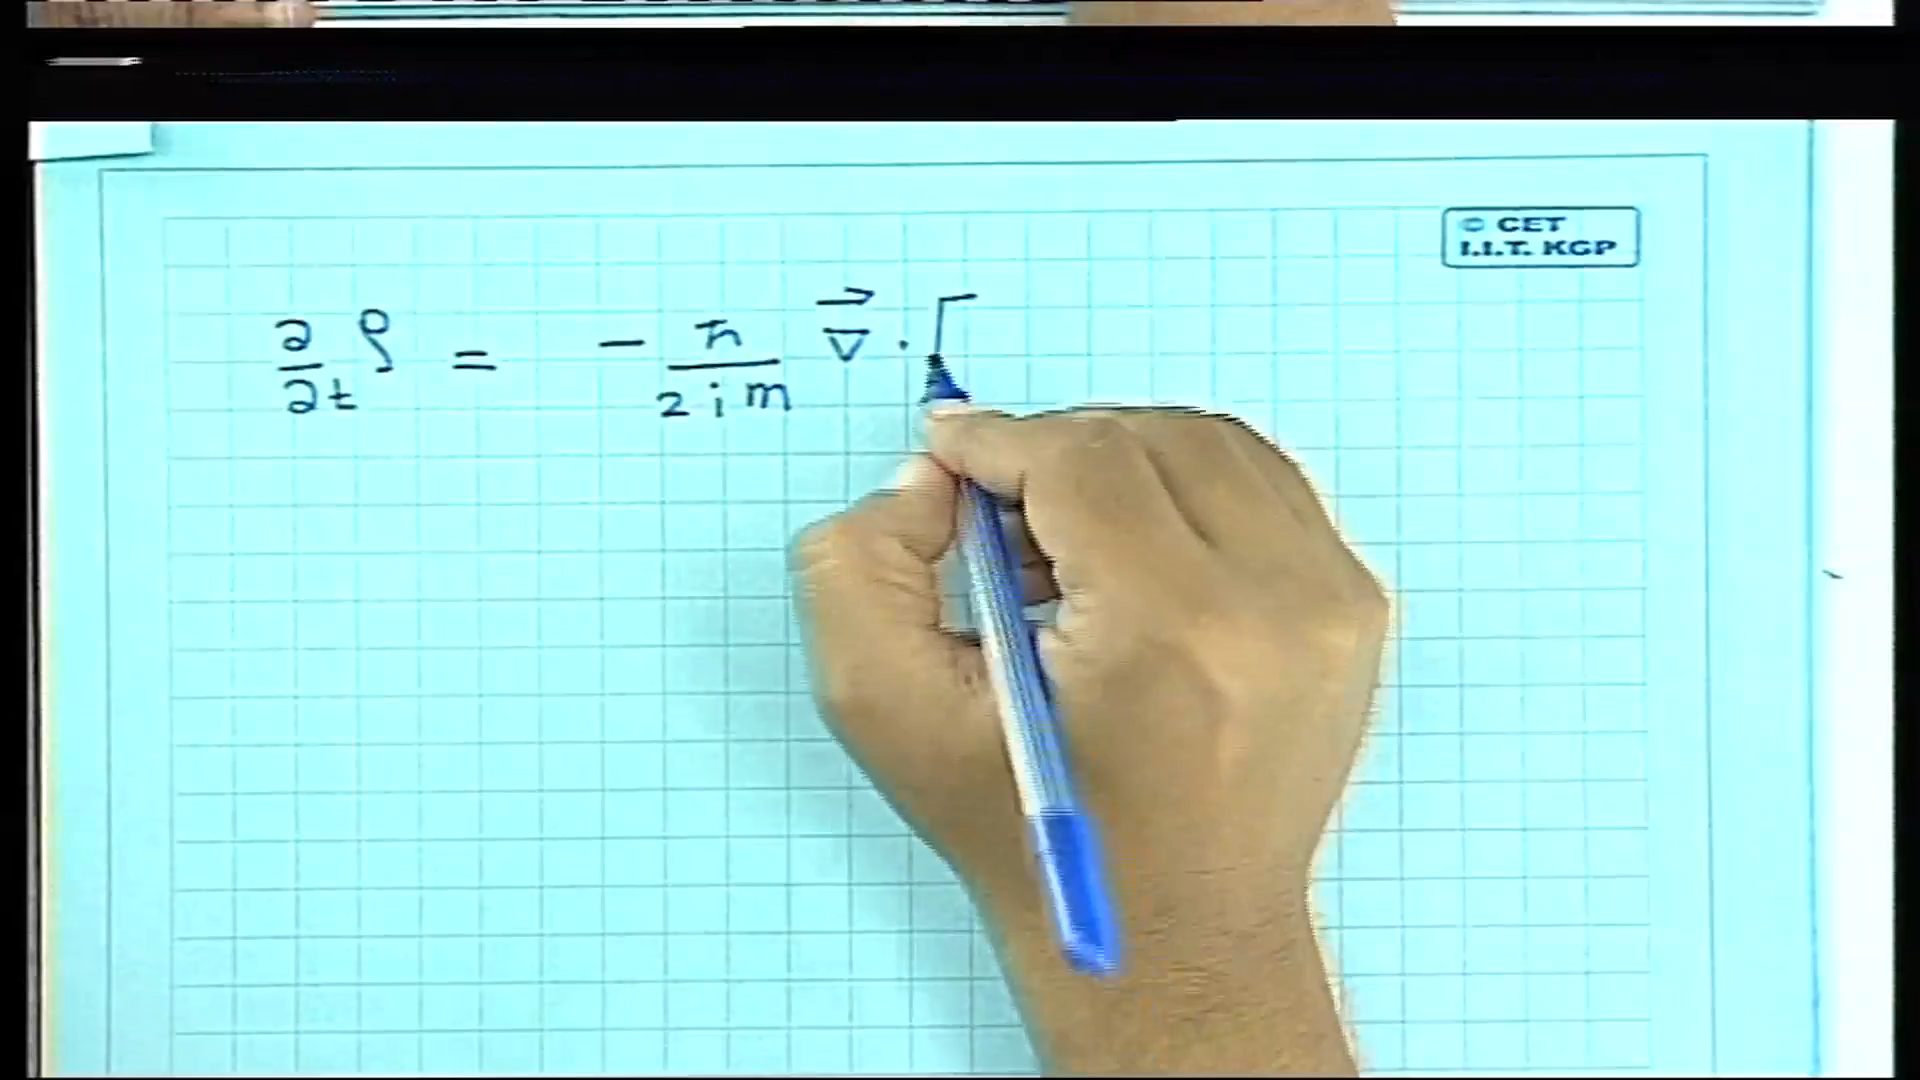 © CET
I.I.T. KGP
∂/∂t ρ = - ħ/2im ∇⃗ · [